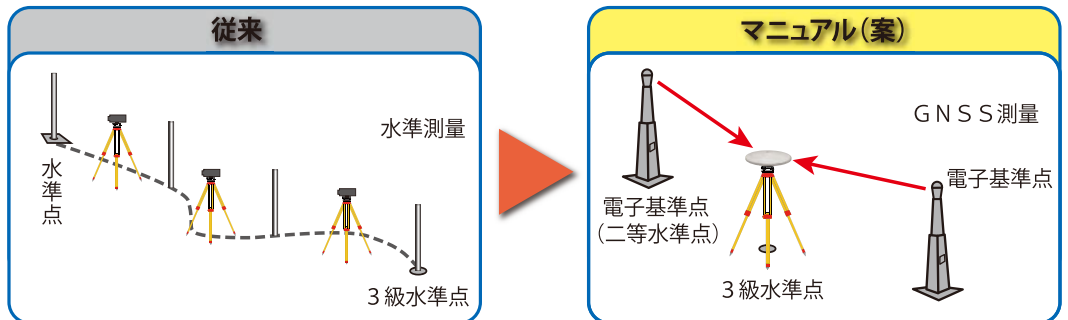 従来
水準測量
水準点
３級水準点
マニュアル（案）
ＧＮＳＳ測量
電子基準点
電子基準点
（二等水準点）
３級水準点